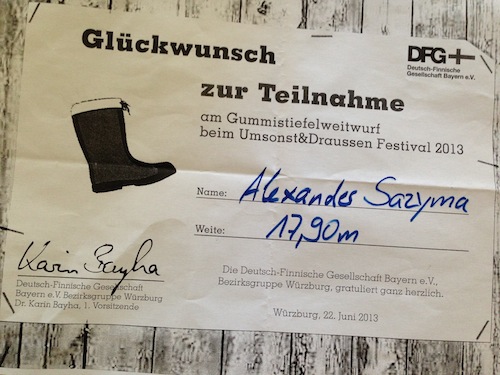 Glückwunsch
DFG
Deutsch-Finnische
Gesellschaft Bayern e.V.
zur Teilnahme
am Gummistiefelweitwurf
beim Umsonst&Draussen Festival 2013
Name: Alexander Sazyma
Weite: 17,90m
Karin Bayha
Deutsch-Finnische Gesellschaft
Bayern e.V. Bezirksgruppe Würzburg
Dr. Karin Bayha, 1. Vorsitzende
Die Deutsch-Finnische Gesellschaft Bayern e.V.,
Bezirksgruppe Würzburg, gratuliert ganz herzlich.
Würzburg, 22. Juni 2013